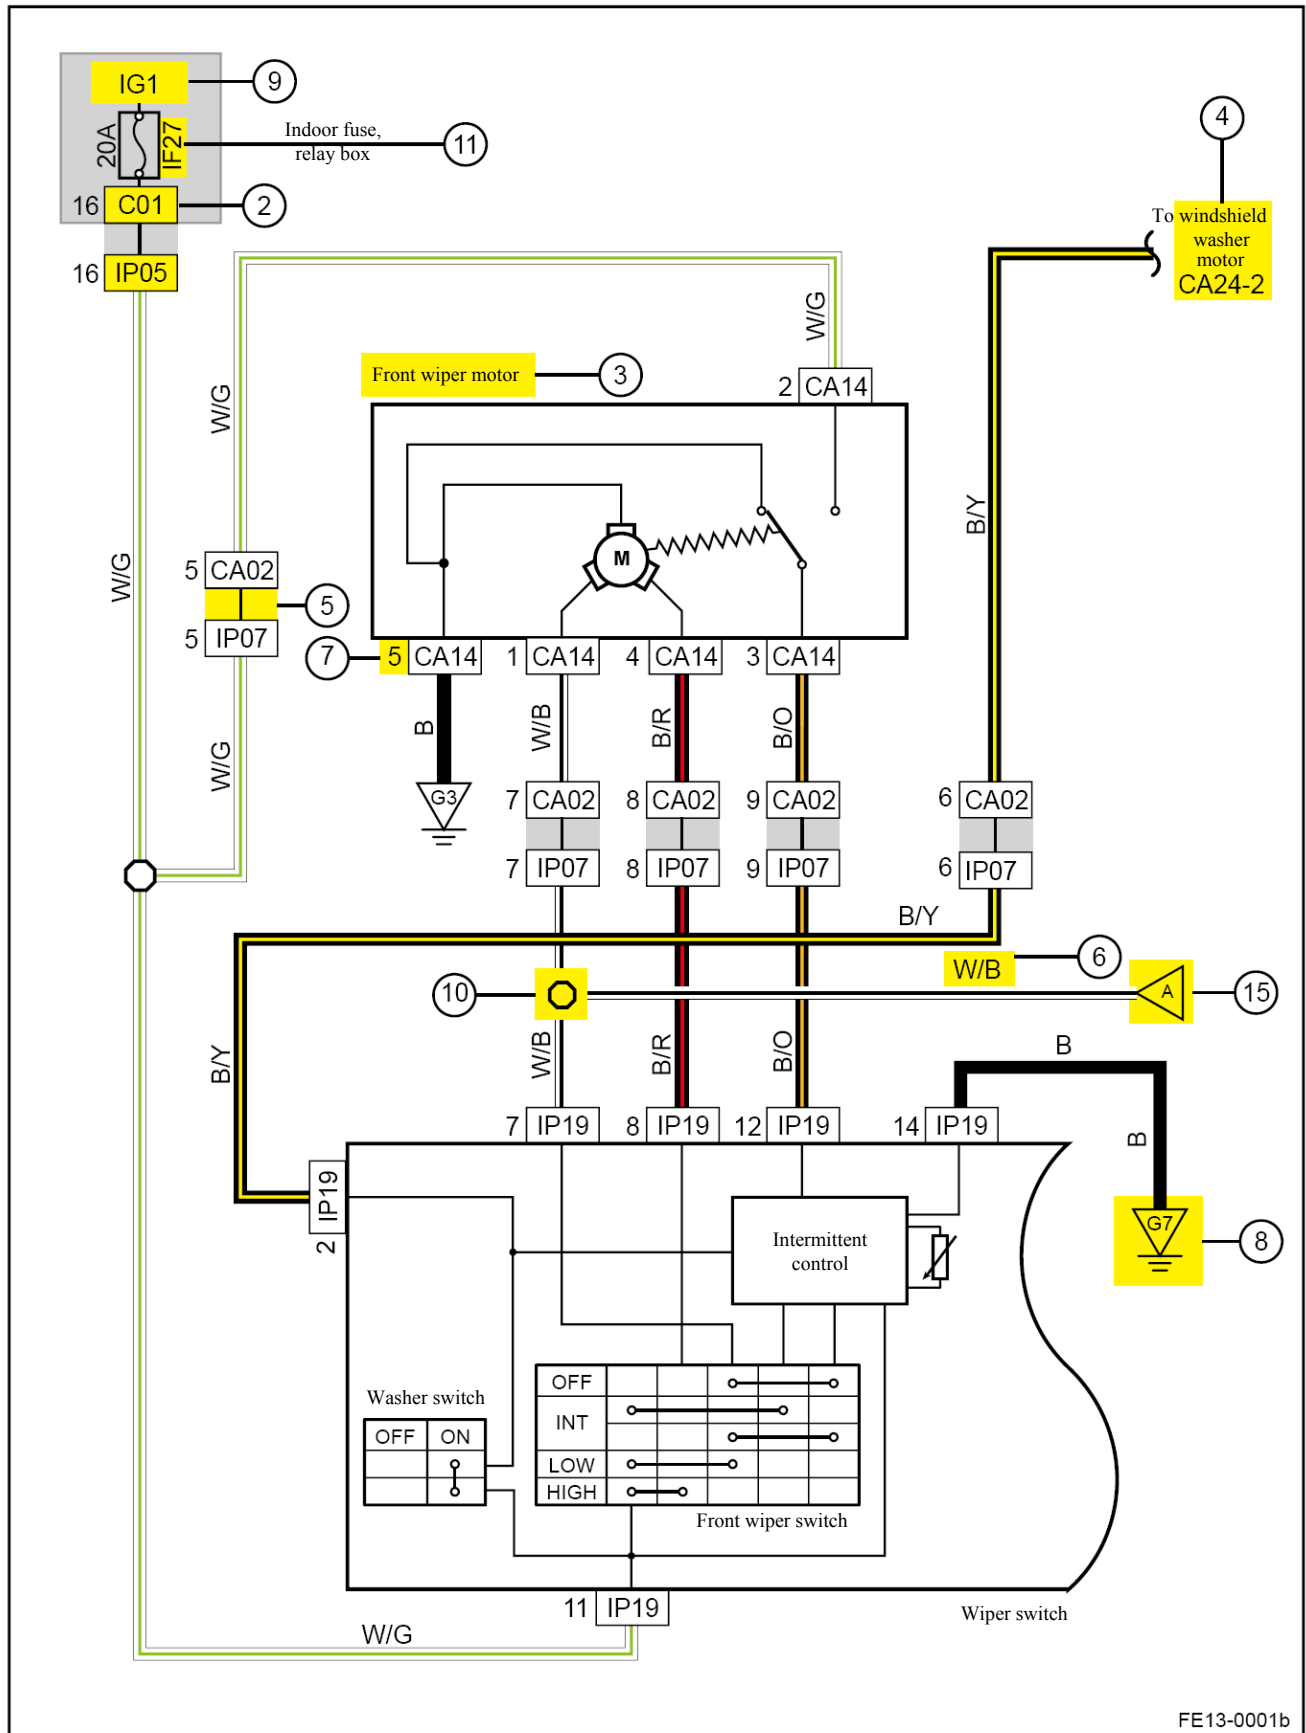 IG1
9
20A
IF27
Indoor fuse,
relay box
11
16 C01
2
16 IP05
4
To windshield
washer
motor
CA24-2
W/G
W/G
W/G
Front wiper motor
3
2 CA14
B/Y
M
5 CA02
5
5 IP07
7
5 CA14
1 CA14
4 CA14
3 CA14
W/G
B
W/B
B/R
B/O
G3
7 CA02
8 CA02
9 CA02
6 CA02
7 IP07
8 IP07
9 IP07
6 IP07
B/Y
W/B
6
10
A
15
B/Y
W/B
B/R
B/O
B
B
7 IP19
8 IP19
12 IP19
14 IP19
2 IP19
G7
8
Intermittent
control
Washer switch
OFF ON
OFF
INT
LOW
HIGH
Front wiper switch
11 IP19
Wiper switch
W/G
FE13-0001b